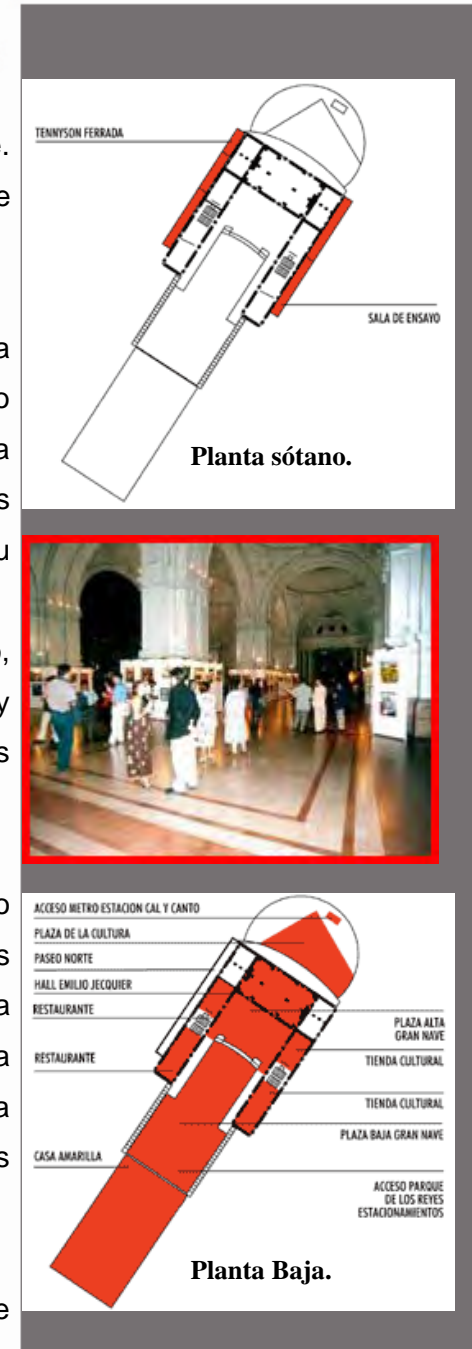 e.
e
TENNYSON FERRADA
SALA DE ENSAYO
Planta sótano.
a
o
a
s
u
o,
y
s
ACCESO METRO ESTACION CAL Y CANTO
PLAZA DE LA CULTURA
PASEO NORTE
HALL EMILIO JECQUIER
RESTAURANTE
RESTAURANTE
CASA AMARILLA
PLAZA ALTA
GRAN NAVE
TIENDA CULTURAL
TIENDA CULTURAL
PLAZA BAJA GRAN NAVE
ACCESO PARQUE
DE LOS REYES
ESTACIONAMIENTOS
Planta Baja.
o
s
a
a
a
s
e